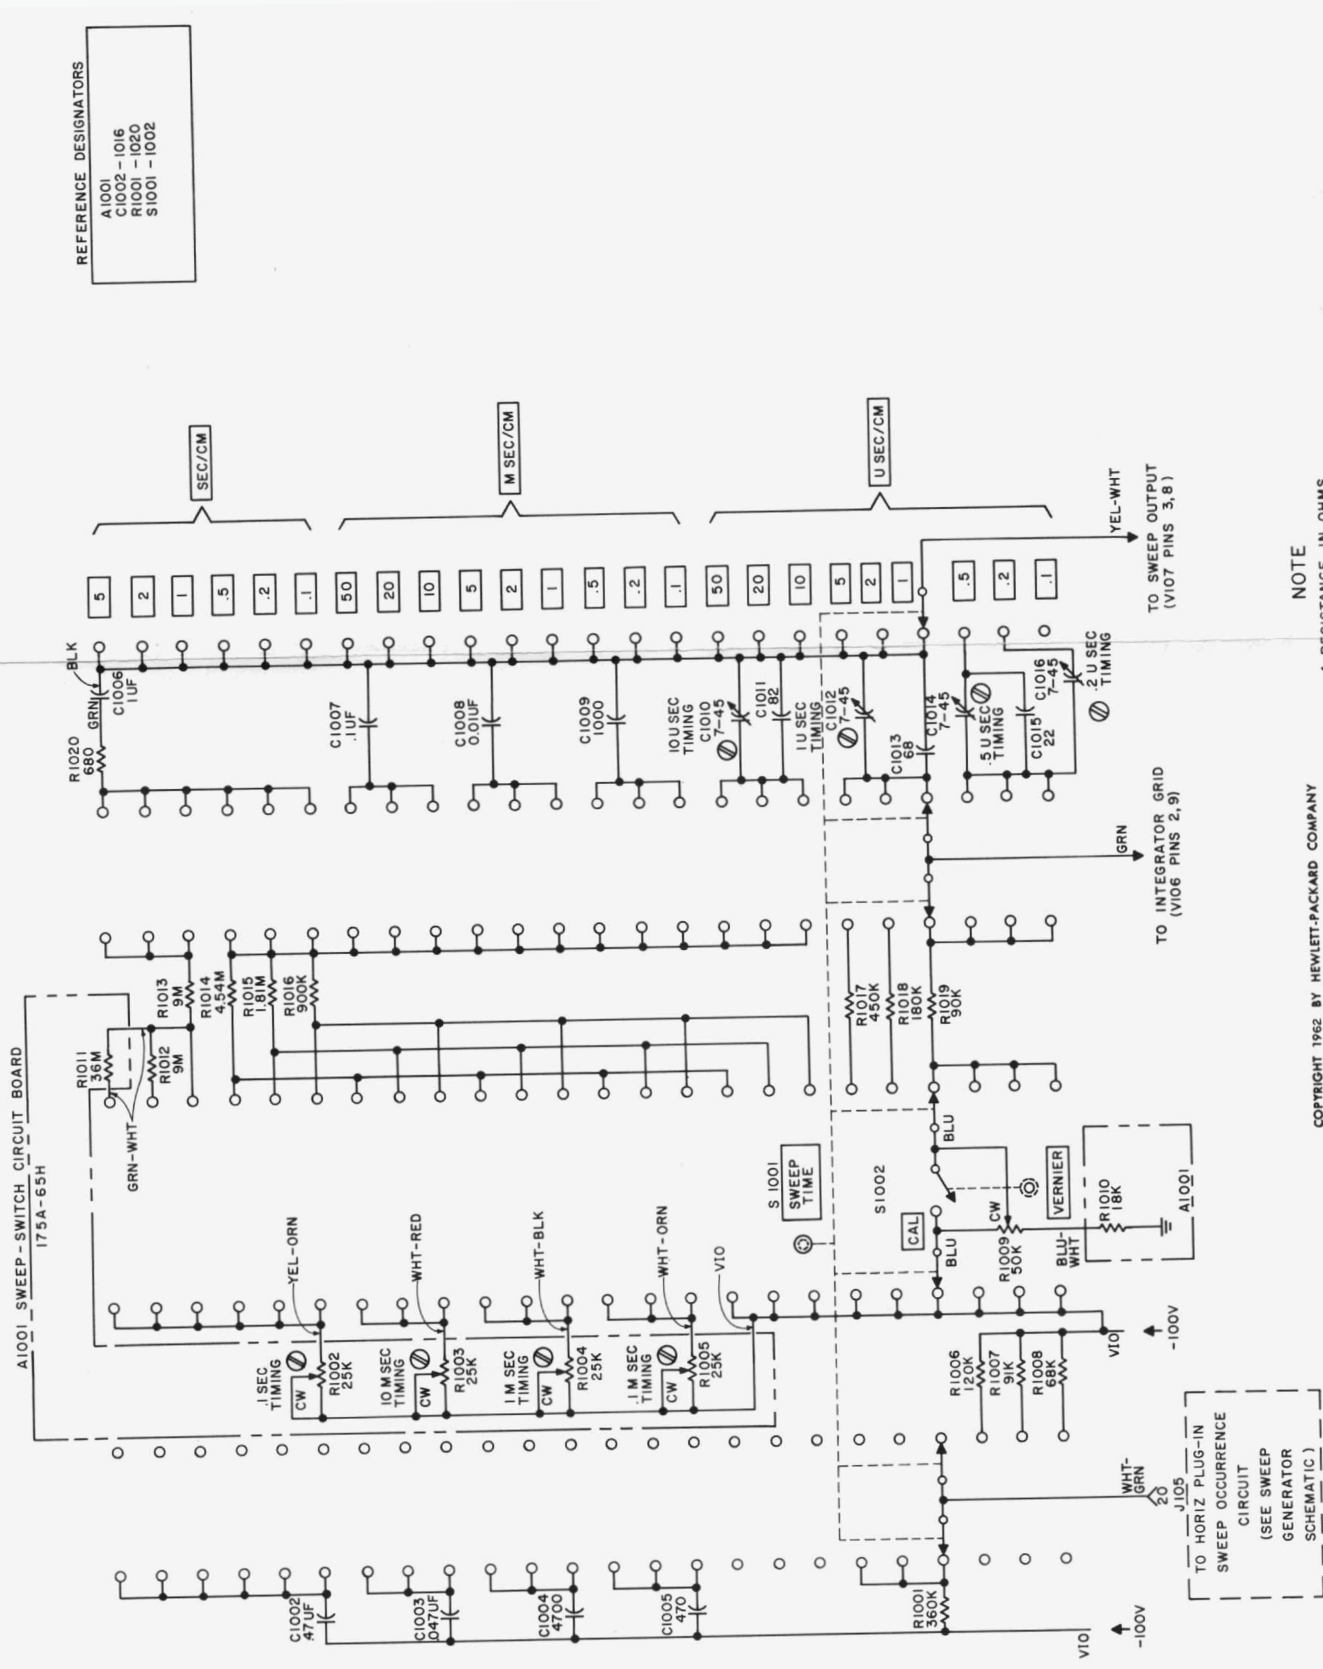 REFERENCE DESIGNATORS
A1001
C1002-1016
R1001 -1020
S1001 -1002
A1001 SWEEP-SWITCH CIRCUIT BOARD
175A-65H
BLK
GRN
R1020
680
C1006
1UF
C1007
.1UF
C1008
0.01UF
C1009
1000
10 U SEC
TIMING
C1010
7-45
C1011
82
1 U SEC
TIMING
C1012
7-45
C1013
68
C1014
7-45
.5 U SEC
TIMING
C1015
22
C1016
7-45
.2 U SEC
TIMING
5
2
1
.5
.2
.1
50
20
10
5
2
1
.5
.2
.1
50
20
10
5
2
1
.5
.2
.1
SEC/CM
M SEC/CM
U SEC/CM
YEL-WHT
TO SWEEP OUTPUT
(V107 PINS 3,8)
GRN
TO INTEGRATOR GRID
(V106 PINS 2,9)
R1011
36M
R1012
9M
R1013
9M
R1014
4.54M
R1015
1.81M
R1016
900K
R1017
450K
R1018
180K
R1019
90K
GRN-WHT
YEL-ORN
WHT-RED
WHT-BLK
WHT-ORN
VIO
.1 SEC
TIMING
CW
R1002
25K
10 M SEC
TIMING
CW
R1003
25K
1 M SEC
TIMING
CW
R1004
25K
.1 M SEC
TIMING
CW
R1005
25K
S 1001
SWEEP
TIME
S1002
CAL
BLU
BLU
CW
R1009
50K
VERNIER
BLU-
WHT
R1010
18K
A1001
R1006
120K
R1007
91K
R1008
68K
VIO
-100V
C1002
.47UF
C1003
.047UF
C1004
4700
C1005
470
R1001
360K
VIO
-100V
WHT-
GRN
20
J105
TO HORIZ PLUG-IN
SWEEP OCCURRENCE
CIRCUIT
(SEE SWEEP
GENERATOR
SCHEMATIC)
NOTE
COPYRIGHT 1962 BY HEWLETT-PACKARD COMPANY